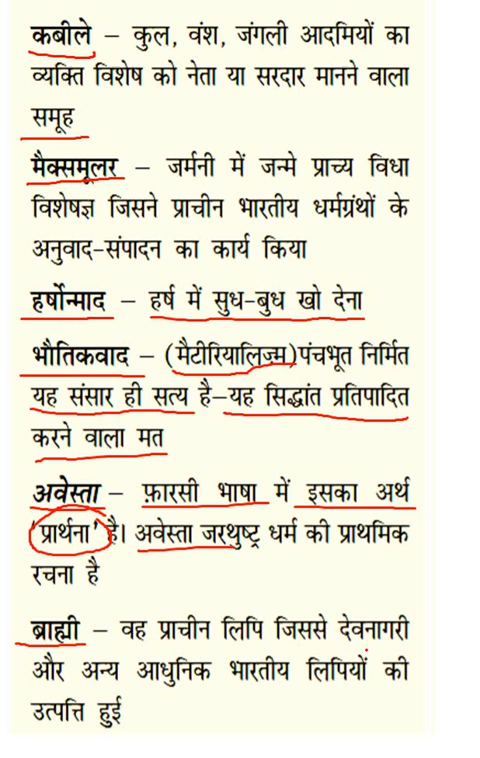 कबीले – कुल, वंश, जंगली आदमियों का
व्यक्ति विशेष को नेता या सरदार मानने वाला
समूह
मैक्समूलर – जर्मनी में जन्मे प्राच्य विधा
विशेषज्ञ जिसने प्राचीन भारतीय धर्मग्रंथों के
अनुवाद-संपादन का कार्य किया
हर्षोन्माद – हर्ष में सुध-बुध खो देना
भौतिकवाद – (मैटीरियालिज्म)पंचभूत निर्मित
यह संसार ही सत्य है–यह सिद्धांत प्रतिपादित
करने वाला मत
अवेस्ता – फ़ारसी भाषा में इसका अर्थ
'प्रार्थना' है। अवेस्ता जरथुष्ट्र धर्म की प्राथमिक
रचना है
ब्राह्मी – वह प्राचीन लिपि जिससे देवनागरी
और अन्य आधुनिक भारतीय लिपियों की
उत्पत्ति हुई